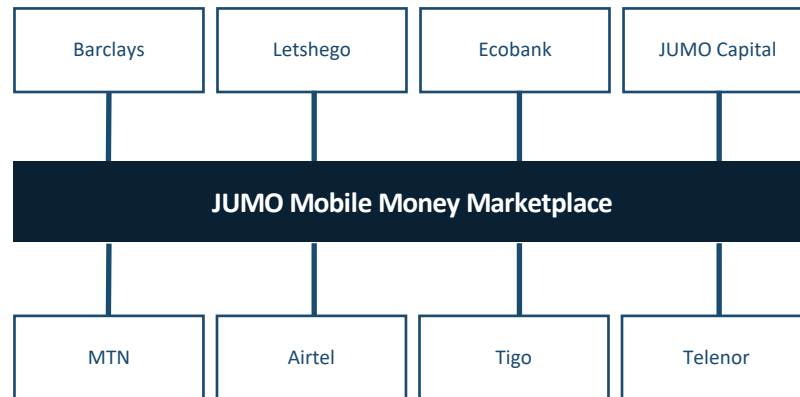 Barclays
Letshego
Ecobank
JUMO Capital
JUMO Mobile Money Marketplace
MTN
Airtel
Tigo
Telenor